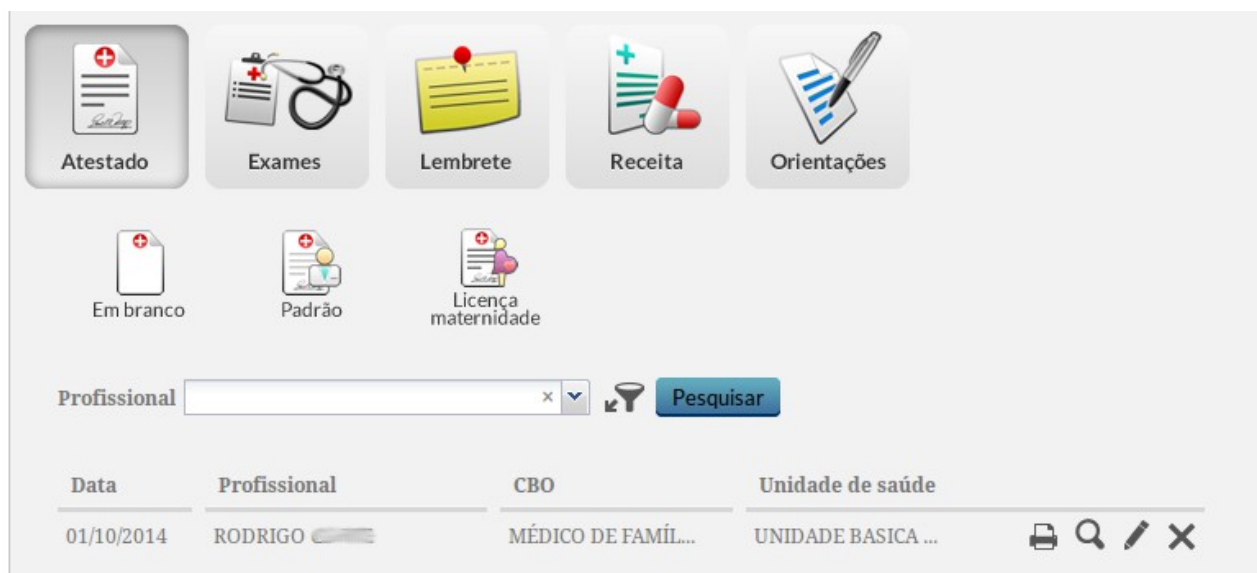 Atestado Exames Lembrete Receita Orientações
Em branco Padrão Licença
maternidade
Profissional Pesquisar
Data Profissional CBO Unidade de saúde
01/10/2014 RODRIGO MÉDICO DE FAMÍL... UNIDADE BASICA ...